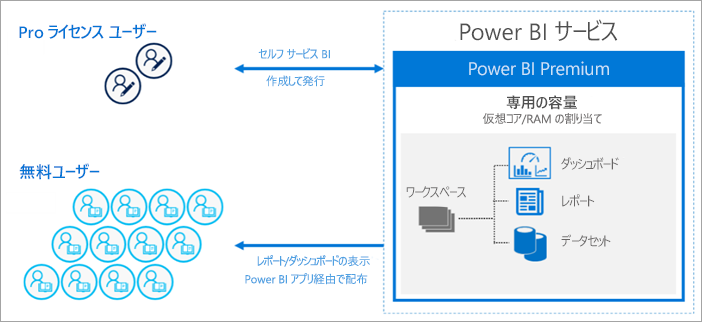 Pro ライセンス ユーザー
セルフ サービス BI
作成して発行
無料ユーザー
レポート/ダッシュボードの表示
Power BI アプリ経由で配布
Power BI サービス
Power BI Premium
専用の容量
仮想コア/RAM の割り当て
ワークスペース
ダッシュボード
レポート
データセット